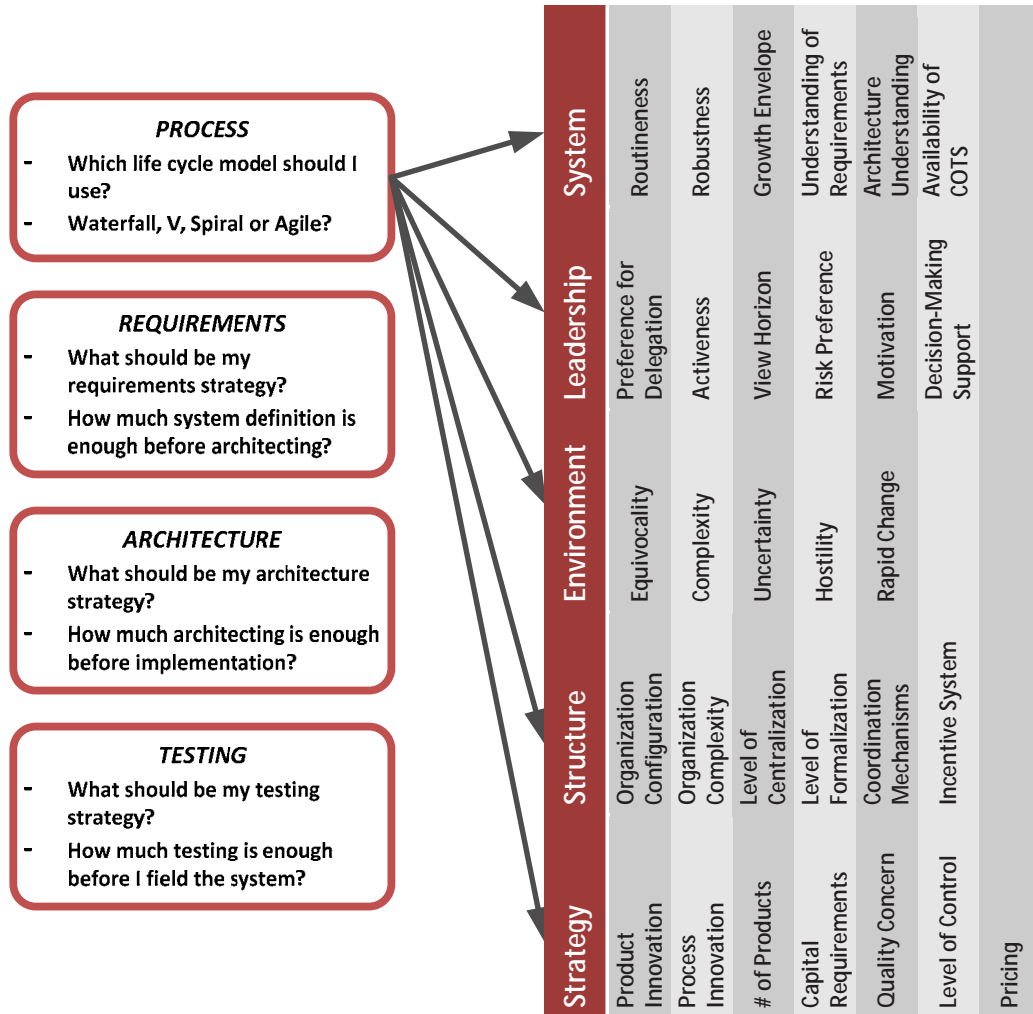 PROCESS
- Which life cycle model should I
use?
- Waterfall, V, Spiral or Agile?
REQUIREMENTS
- What should be my
requirements strategy?
- How much system definition is
enough before architecting?
ARCHITECTURE
- What should be my architecture
strategy?
- How much architecting is enough
before implementation?
TESTING
- What should be my testing
strategy?
- How much testing is enough
before I field the system?
Strategy
Structure
Environment
Leadership
System
Product
Innovation
Organization
Configuration
Equivocality
Preference for
Delegation
Routineness
Process
Innovation
Organization
Complexity
Complexity
Activeness
Robustness
# of Products
Level of
Centralization
Uncertainty
View Horizon
Growth Envelope
Capital
Requirements
Level of
Formalization
Hostility
Risk Preference
Understanding of
Requirements
Quality Concern
Coordination
Mechanisms
Rapid Change
Motivation
Architecture
Understanding
Level of Control
Incentive System
Decision-Making
Support
Availability of
COTS
Pricing